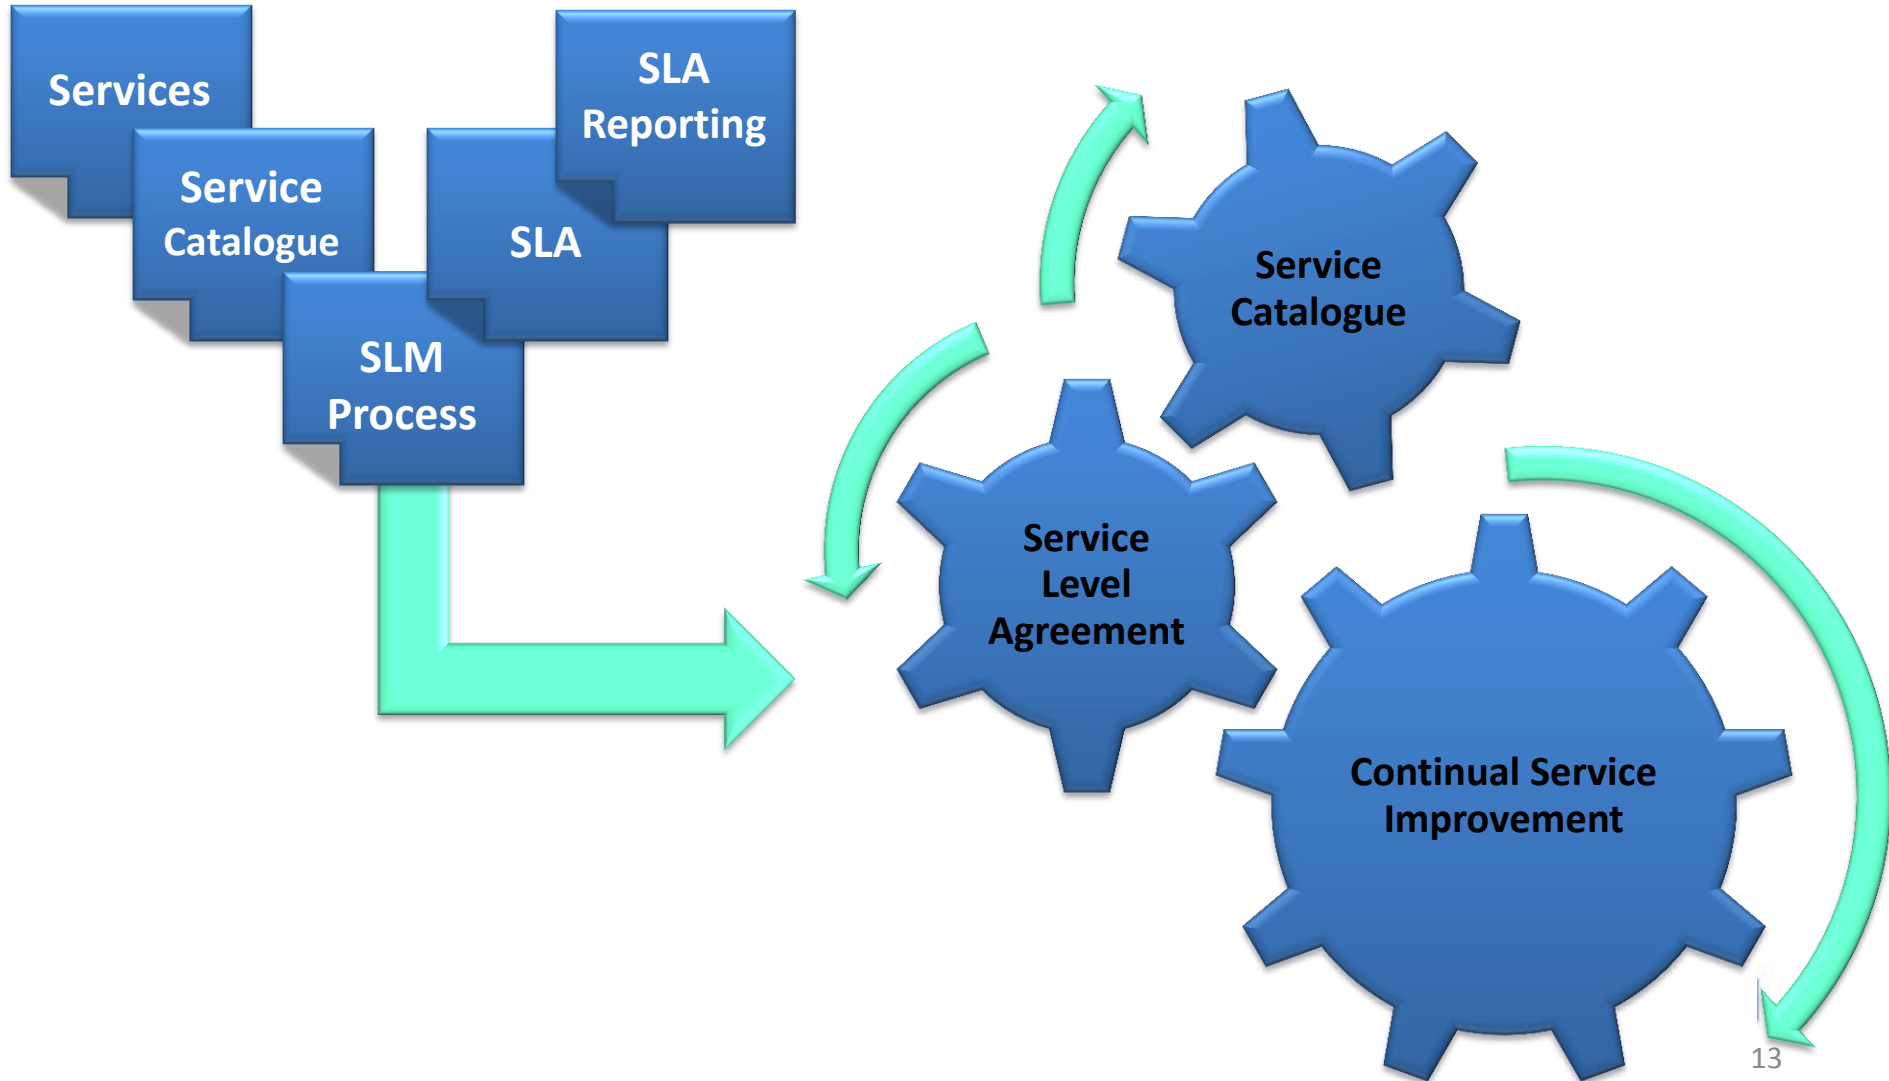 Services
Service
Catalogue
SLM
Process
SLA
SLA
Reporting
Service
Catalogue
Service
Level
Agreement
Continual Service
Improvement
13